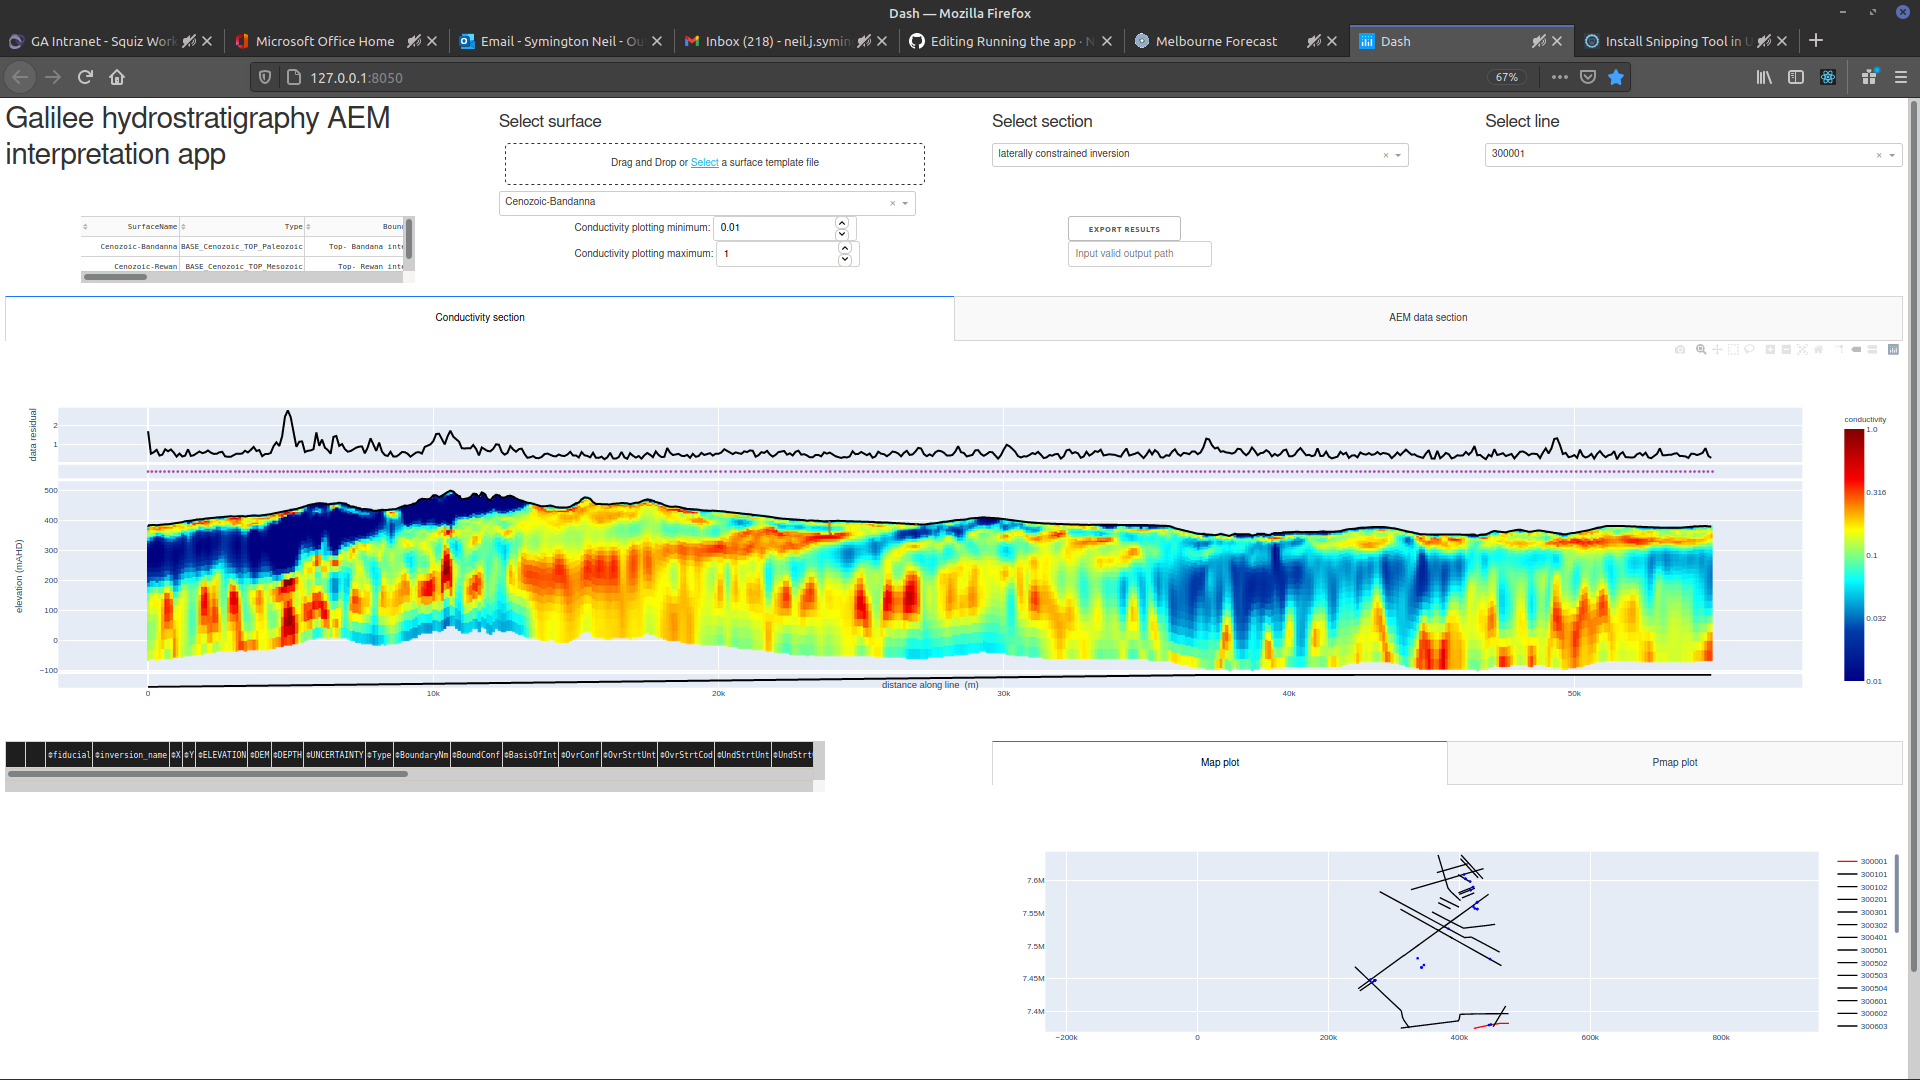 Dash — Mozilla Firefox
GA Intranet - Squiz Work
Microsoft Office Home
Email - Symington Neil - Ou
Inbox (218) - neil.j.symin
Editing Running the app · N
Melbourne Forecast
Dash
Install Snipping Tool in U
127.0.0.1:8050
67%
Galilee hydrostratigraphy AEM
interpretation app
Select surface
Drag and Drop or Select a surface template file
Cenozoic-Bandanna
Conductivity plotting minimum: 0.01
Conductivity plotting maximum: 1
Select section
laterally constrained inversion
Select line
300001
EXPORT RESULTS
Input valid output path
SurfaceName Type Boun
Cenozoic-Bandanna BASE_Cenozoic_TOP_Paleozoic Top- Bandana int
Cenozoic-Rewan BASE_Cenozoic_TOP_Mesozoic Top- Rewan int
Conductivity section
AEM data section
data residual
2
1
elevation (mAHD)
500
400
300
200
100
0
−100
0
10k
20k
30k
40k
50k
distance along line (m)
conductivity
1.0
0.316
0.1
0.032
0.01
fiducial inversion_name X Y ELEVATION DEM DEPTH UNCERTAINTY Type BoundaryNm BoundConf BasisOfInt OvrConf OvrStrtUnt OvrStrtCod UndStrtUnt UndStrt
Map plot
Pmap plot
7.6M
7.55M
7.5M
7.45M
7.4M
−200k
0
200k
400k
600k
800k
300001
300101
300102
300201
300301
300302
300401
300501
300502
300503
300504
300601
300602
300603